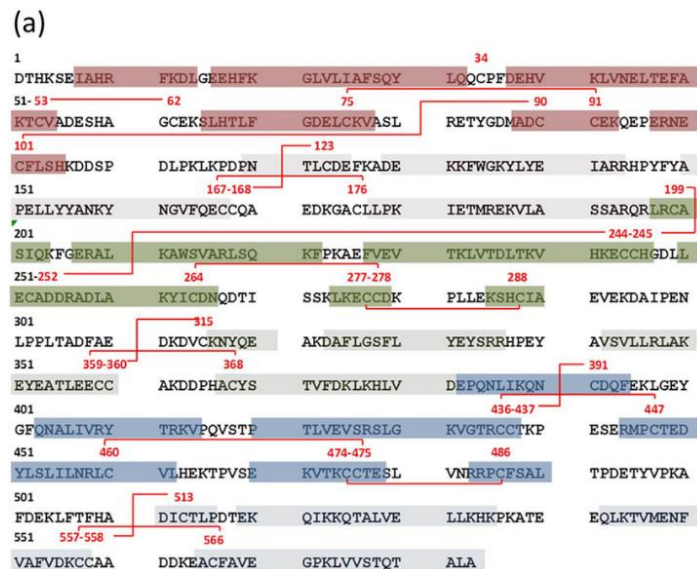 (a)
1 34
DTHKSEIAHR FKDLGEEHFK GLVLIAFSQY LQQCPFDEHV KLVNELTEFA
51- 53 62 75 90 91
KTCVADESHA GCEKSLHTLF GDELCKVASL RETYGDMADC CEKQEPERNE
101 123
CFLSHKDDSP DLPKLKPDPN TLCDEFKADE KKFWGKYLYE IARRHPYFYA
151 167-168 176 199
PELLYYANKY NGVFQECCQA EDKGACLLPK IETMREKVLA SSARQRLRCA
201 244-245
SIQKFGERAL KAWSVARLSQ KFPKAEFVEV TKLVTDLTKV HKECCHGDLL
251-252 264 277-278 288
ECADDRADLA KYICDNQDTI SSKLKECCDK PLLEKSHCIA EVEKDAIPEN
301 315
LPPLTADFAE DKDVCKNYQE AKDAFLGSFL YEYSRRHPEY AVSVLLRLAK
351 359-360 368 391
EYEATLEECC AKDDPHACYS TVFDKLKHLV DEPQNLIKQN CDQFEKLGEY
401 436-437 447
GFQNALIVRY TRKVPQVSTP TLVEVSRSLG KVGTRCCTKP ESERMPCTED
451 460 474-475 486
YLSLILNRLC VLHEKTPVSE KVTKCCTESL VNRRPCFSAL TPDETYVPKA
501 513
FDEKLFTFHA DICTLPDTEK QIKKQTALVE LLKHKPKATE EQLKTVMENF
551 557-558 566
VAFVDKCCAA DDKEACFAVE GPKLVVSTQT ALA